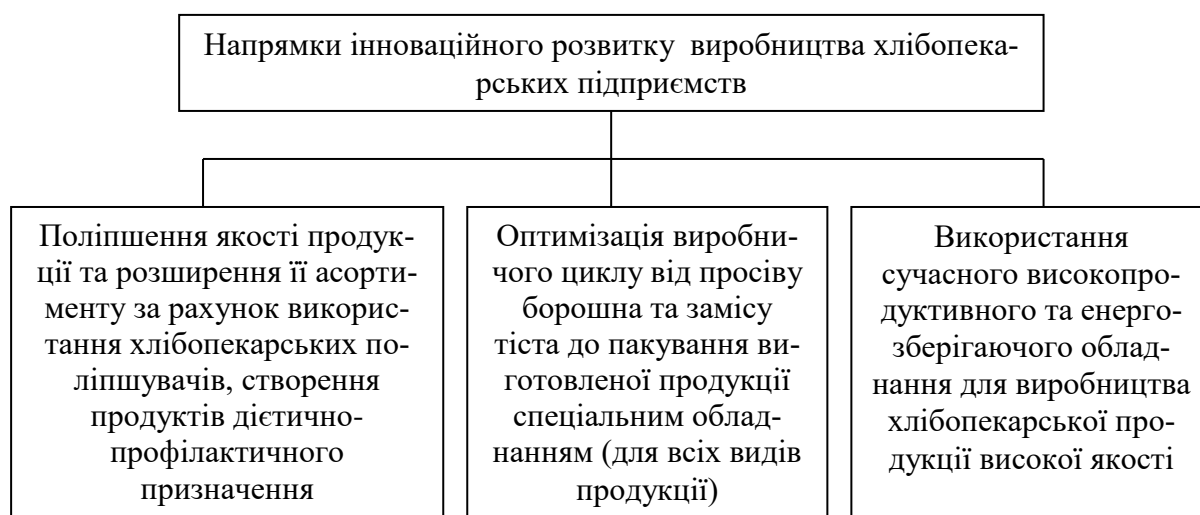 Напрямки інноваційного розвитку виробництва хлібопека-
рських підприємств
Поліпшення якості продук-
ції та розширення її асорти-
менту за рахунок викорис-
тання хлібопекарських по-
ліпшувачів, створення
продуктів дієтично-
профілактичного
призначення
Оптимізація виробни-
чого циклу від просіву
борошна та замісу
тіста до пакування ви-
готовленої продукції
спеціальним облад-
нанням (для всіх видів
продукції)
Використання
сучасного високопро-
дуктивного та енерго-
зберігаючого облад-
нання для виробництва
хлібопекарської про-
дукції високої якості